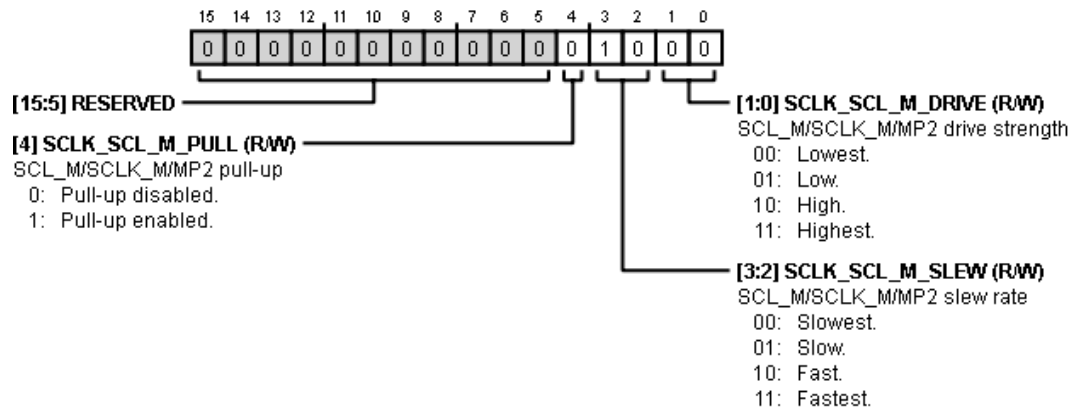 15 14 13 12 11 10 9 8 7 6 5 4 3 2 1 0
0 0 0 0 0 0 0 0 0 0 0 0 1 0 0 0
[15:5] RESERVED
[4] SCLK_SCL_M_PULL (R/W)
SCL_M/SCLK_M/MP2 pull-up
0: Pull-up disabled.
1: Pull-up enabled.
[1:0] SCLK_SCL_M_DRIVE (R/W)
SCL_M/SCLK_M/MP2 drive strength
00: Lowest.
01: Low.
10: High.
11: Highest.
[3:2] SCLK_SCL_M_SLEW (R/W)
SCL_M/SCLK_M/MP2 slew rate
00: Slowest.
01: Slow.
10: Fast.
11: Fastest.